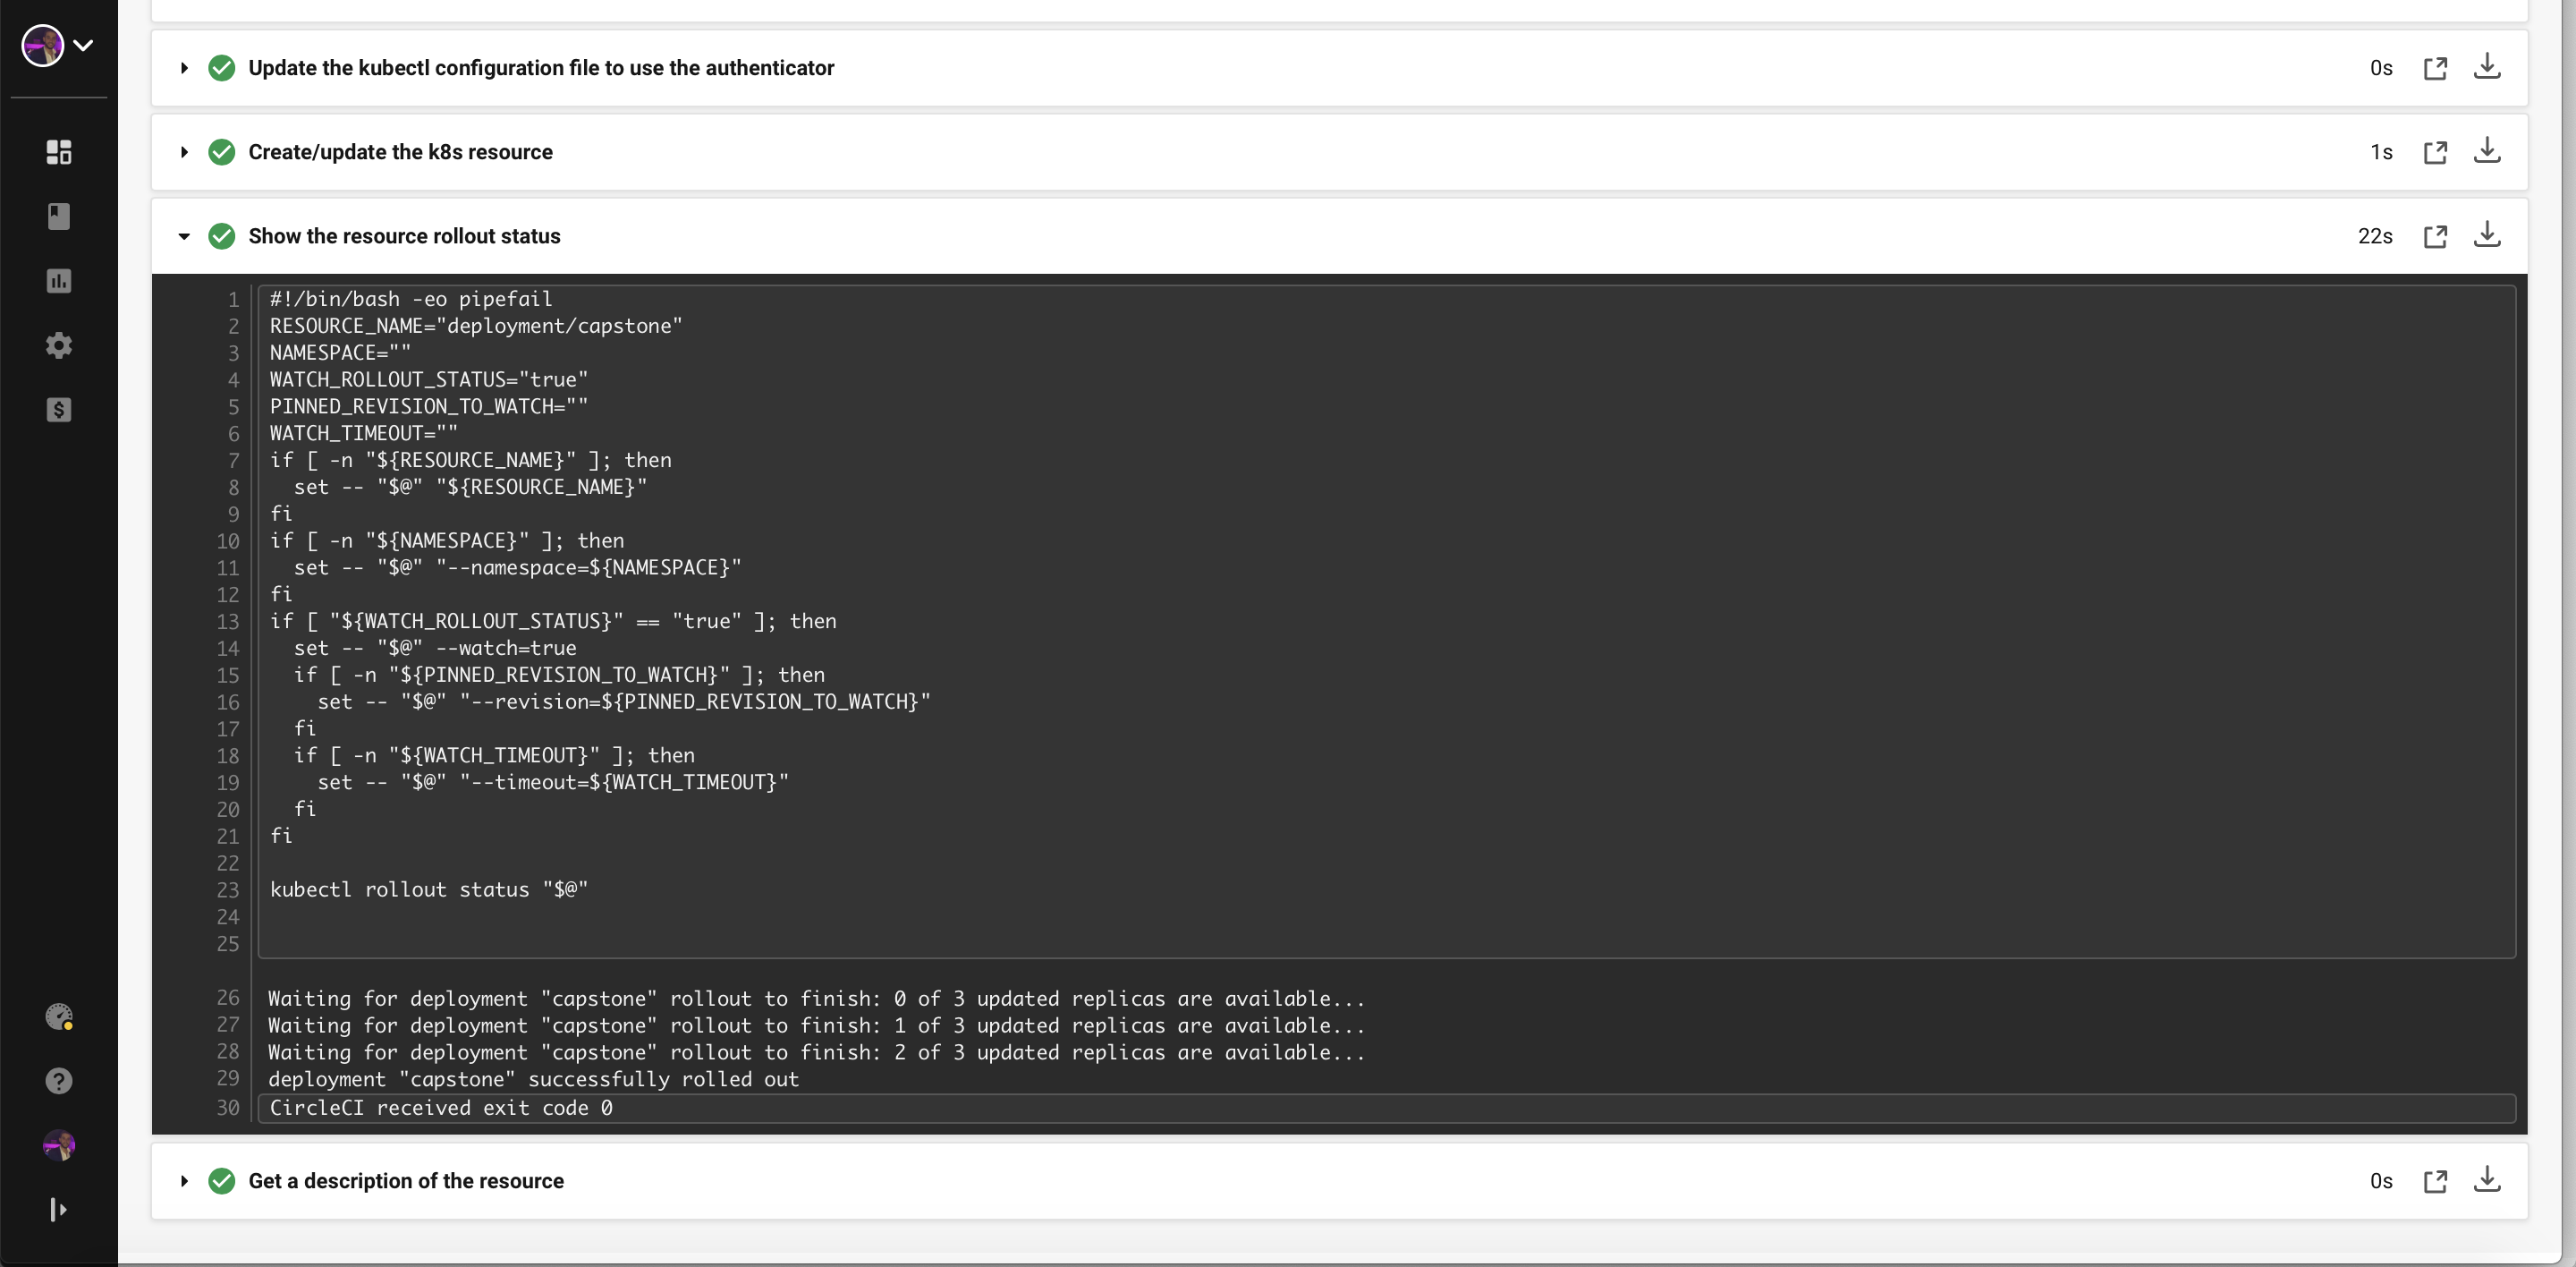 Update the kubectl configuration file to use the authenticator 0s
Create/update the k8s resource 1s
Show the resource rollout status 22s
1 #!/bin/bash -eo pipefail
2 RESOURCE_NAME="deployment/capstone"
3 NAMESPACE=""
4 WATCH_ROLLOUT_STATUS="true"
5 PINNED_REVISION_TO_WATCH=""
6 WATCH_TIMEOUT=""
7 if [ -n "${RESOURCE_NAME}" ]; then
8   set -- "$@" "${RESOURCE_NAME}"
9 fi
10 if [ -n "${NAMESPACE}" ]; then
11   set -- "$@" "--namespace=${NAMESPACE}"
12 fi
13 if [ "${WATCH_ROLLOUT_STATUS}" == "true" ]; then
14   set -- "$@" --watch=true
15   if [ -n "${PINNED_REVISION_TO_WATCH}" ]; then
16     set -- "$@" "--revision=${PINNED_REVISION_TO_WATCH}"
17   fi
18   if [ -n "${WATCH_TIMEOUT}" ]; then
19     set -- "$@" "--timeout=${WATCH_TIMEOUT}"
20   fi
21 fi
22
23 kubectl rollout status "$@"
24
25
26 Waiting for deployment "capstone" rollout to finish: 0 of 3 updated replicas are available...
27 Waiting for deployment "capstone" rollout to finish: 1 of 3 updated replicas are available...
28 Waiting for deployment "capstone" rollout to finish: 2 of 3 updated replicas are available...
29 deployment "capstone" successfully rolled out
30 CircleCI received exit code 0
Get a description of the resource 0s